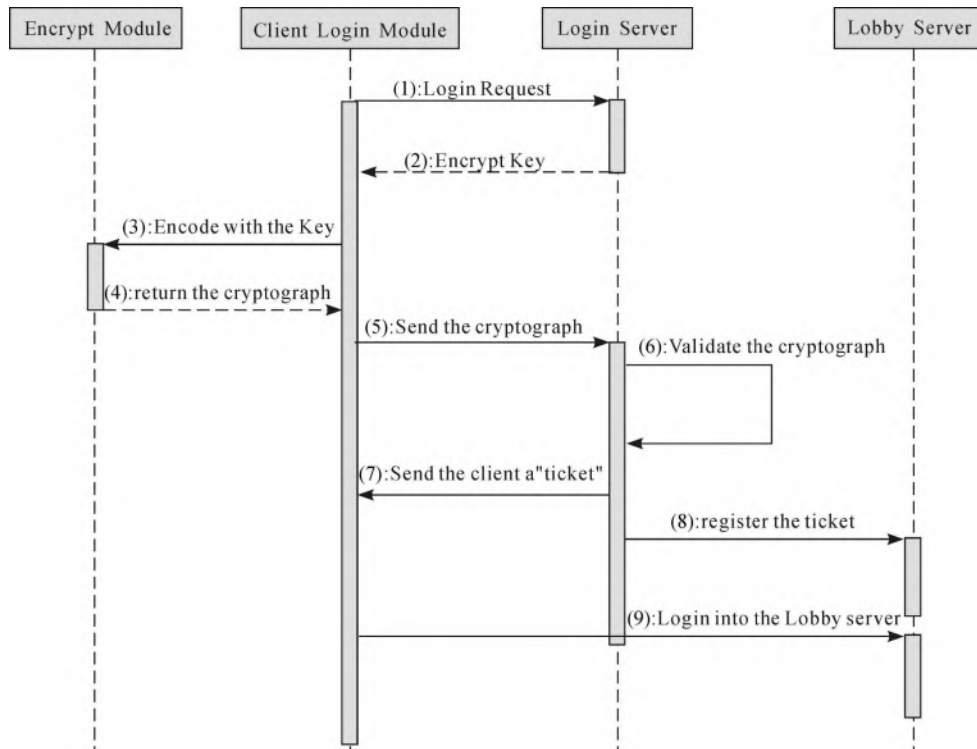 Encrypt Module
Client Login Module
Login Server
Lobby Server
(1):Login Request
(2):Encrypt Key
(3):Encode with the Key
(4):return the cryptograph
(5):Send the cryptograph
(6):Validate the cryptograph
(7):Send the client a"ticket"
(8):register the ticket
(9):Login into the Lobby server